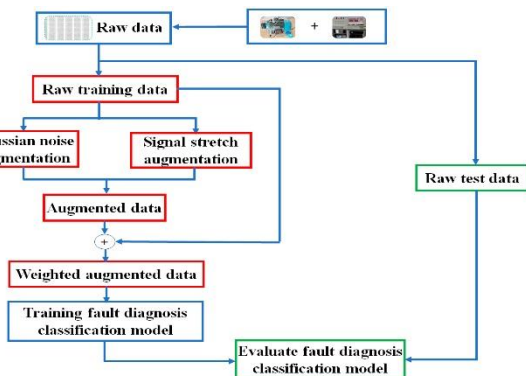 Raw data
+
Raw training data
ussian noise
gmentation
Signal stretch
augmentation
Raw test data
Augmented data
+
Weighted augmented data
Training fault diagnosis
classification model
Evaluate fault diagnosis
classification model